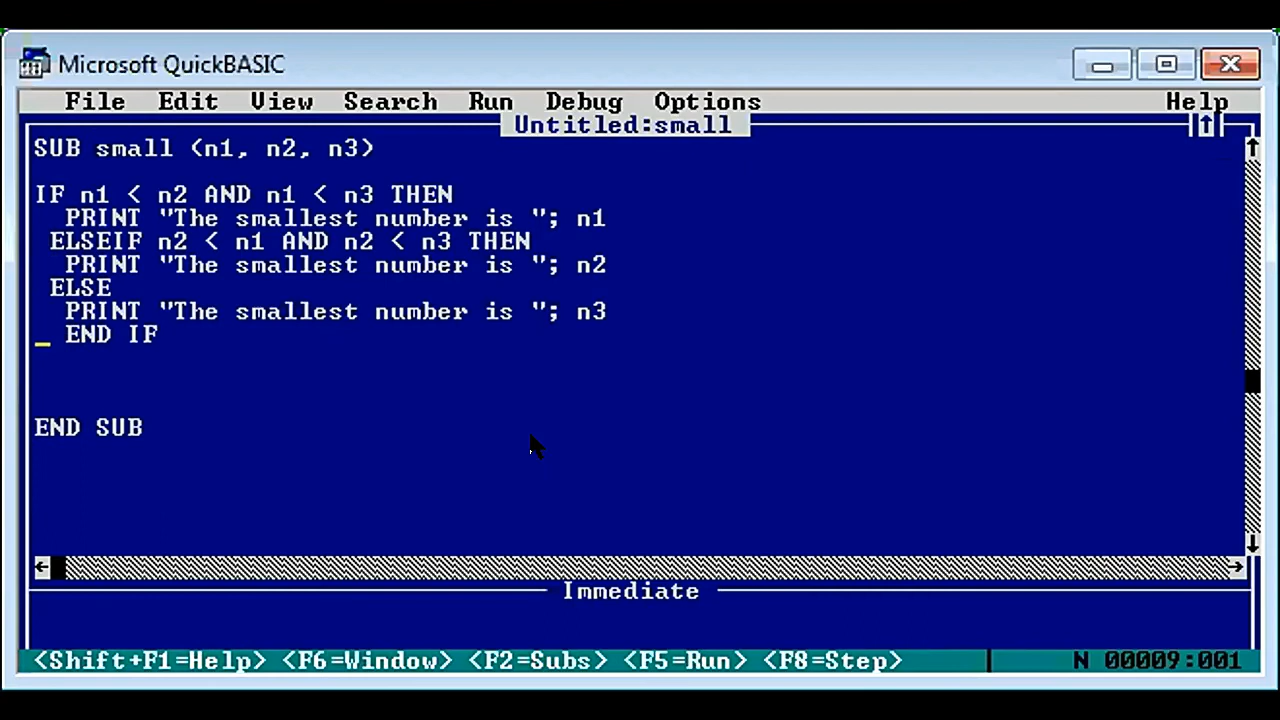 Microsoft QuickBASIC
File Edit View Search Run Debug Options Help
Untitled:small
SUB small (n1, n2, n3)
IF n1 < n2 AND n1 < n3 THEN
PRINT "The smallest number is "; n1
ELSEIF n2 < n1 AND n2 < n3 THEN
PRINT "The smallest number is "; n2
ELSE
PRINT "The smallest number is "; n3
END IF
END SUB
Immediate
<Shift+F1=Help> <F6=Window> <F2=Subs> <F5=Run> <F8=Step> N 00009:001